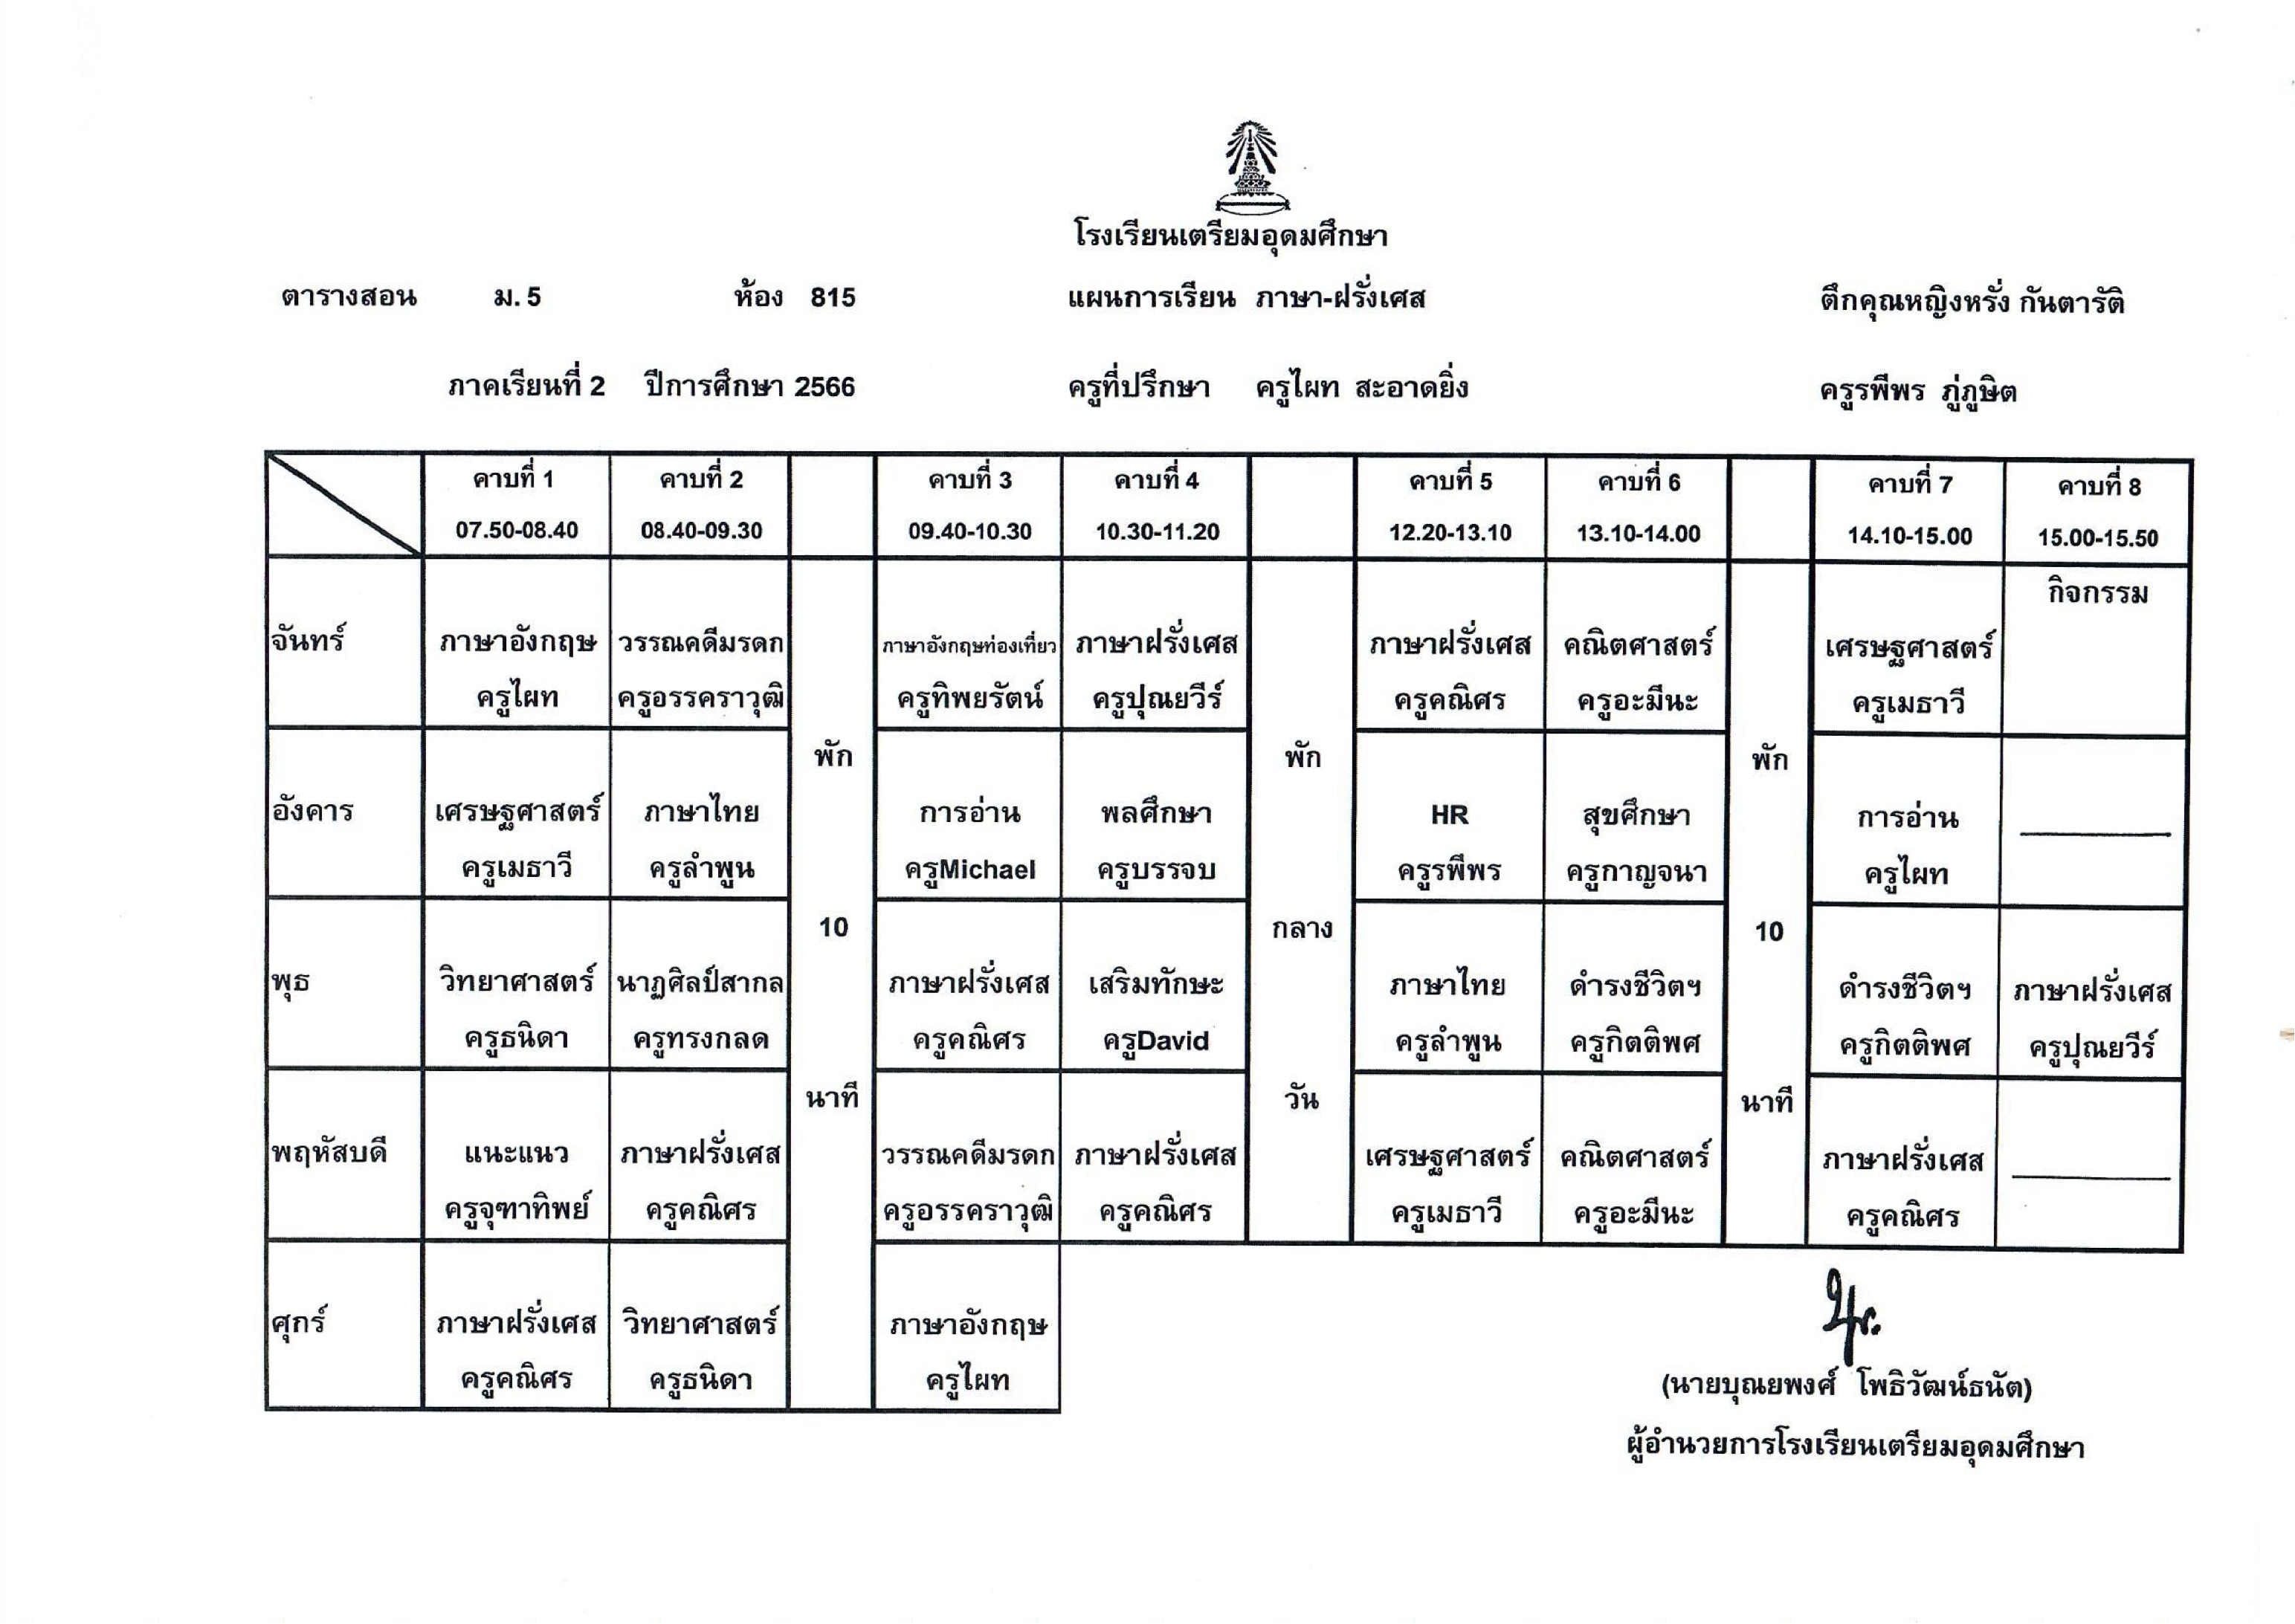 โรงเรียนเตรียมอุดมศึกษา
ตารางสอน ม. 5 ห้อง 815 แผนการเรียน ภาษา-ฝรั่งเศส ตึกคุณหญิงหรั่ง กันตารัติ
ภาคเรียนที่ 2 ปีการศึกษา 2566 ครูที่ปรึกษา ครูไผท สะอาดยิ่ง ครูรพีพร ภู่ภูษิต
คาบที่ 1 คาบที่ 2 คาบที่ 3 คาบที่ 4 คาบที่ 5 คาบที่ 6 คาบที่ 7 คาบที่ 8
07.50-08.40 08.40-09.30 09.40-10.30 10.30-11.20 12.20-13.10 13.10-14.00 14.10-15.00 15.00-15.50
กิจกรรม
จันทร์ ภาษาอังกฤษ วรรณคดีมรดก ภาษาอังกฤษท่องเที่ยว ภาษาฝรั่งเศส ภาษาฝรั่งเศส คณิตศาสตร์ เศรษฐศาสตร์
ครูไผท ครูอรรคราวุฒิ ครูทิพยรัตน์ ครูปุณยวีร์ ครูคณิศร ครูอะมีนะ ครูเมธาวี
พัก พัก พัก
อังคาร เศรษฐศาสตร์ ภาษาไทย การอ่าน พลศึกษา HR สุขศึกษา การอ่าน
ครูเมธาวี ครูลำพูน ครูMichael ครูบรรจบ ครูรพีพร ครูกาญจนา ครูไผท
10 กลาง 10
พุธ วิทยาศาสตร์ นาฏศิลป์สากล ภาษาฝรั่งเศส เสริมทักษะ ภาษาไทย ดำรงชีวิตฯ ดำรงชีวิตฯ ภาษาฝรั่งเศส
ครูธนิดา ครูทรงกลด ครูคณิศร ครูDavid ครูลำพูน ครูกิตติพศ ครูกิตติพศ ครูปุณยวีร์
นาที วัน นาที
พฤหัสบดี แนะแนว ภาษาฝรั่งเศส วรรณคดีมรดก ภาษาฝรั่งเศส เศรษฐศาสตร์ คณิตศาสตร์ ภาษาฝรั่งเศส
ครูจุฑาทิพย์ ครูคณิศร ครูอรรคราวุฒิ ครูคณิศร ครูเมธาวี ครูอะมีนะ ครูคณิศร
ศุกร์ ภาษาฝรั่งเศส วิทยาศาสตร์ ภาษาอังกฤษ
ครูคณิศร ครูธนิดา ครูไผท
(นายบุณยพงศ์ โพธิวัฒน์ธนัต)
ผู้อำนวยการโรงเรียนเตรียมอุดมศึกษา